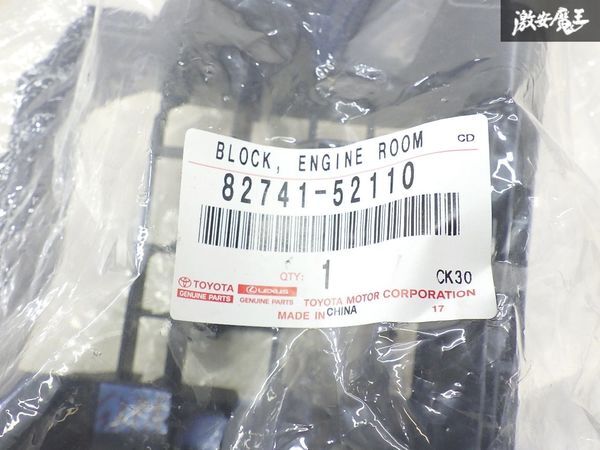 激安魔王
BLOCK, ENGINE ROOM CD
82741-52110
QTY: 1 CK30
TOYOTA LEXUS
GENUINE PARTS GENUINE PARTS TOYOTA MOTOR CORPORATION
MADE IN CHINA 17